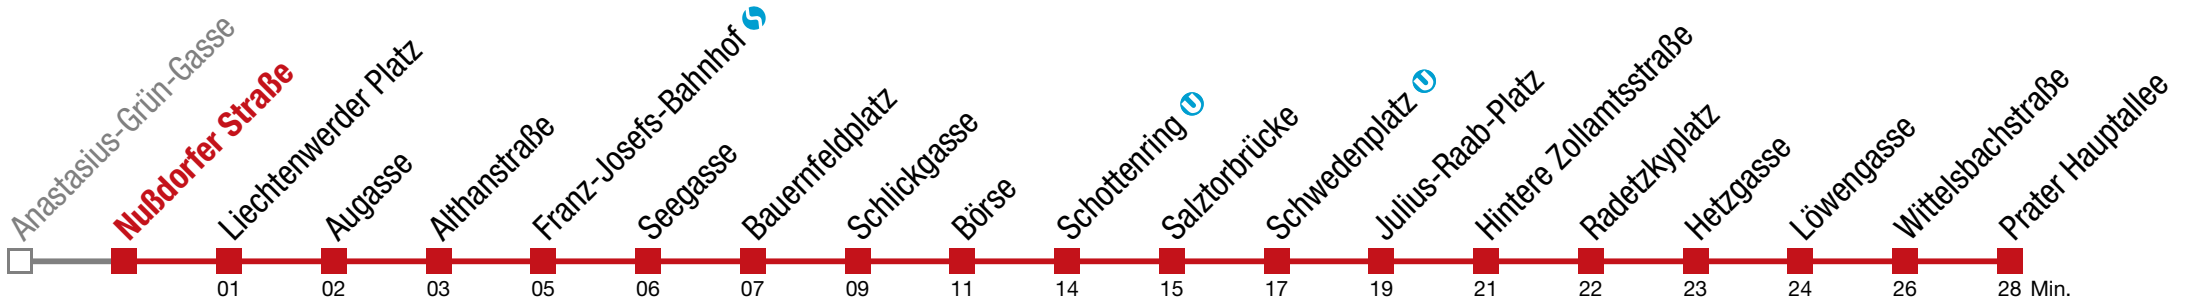 Anastasius-Grün-Gasse
Nußdorfer Straße
Liechtenwerder Platz
Augasse
Althanstraße
Franz-Josefs-Bahnhof
Seegasse
Bauernfeldplatz
Schlickgasse
Börse
Schottenring
Salztorbrücke
Schwedenplatz
Julius-Raab-Platz
Hintere Zollamtsstraße
Radetzkyplatz
Hetzgasse
Löwengasse
Wittelsbachstraße
Prater Hauptallee
01 02 03 05 06 07 09 11 14 15 17 19 21 22 23 24 26 28 Min.